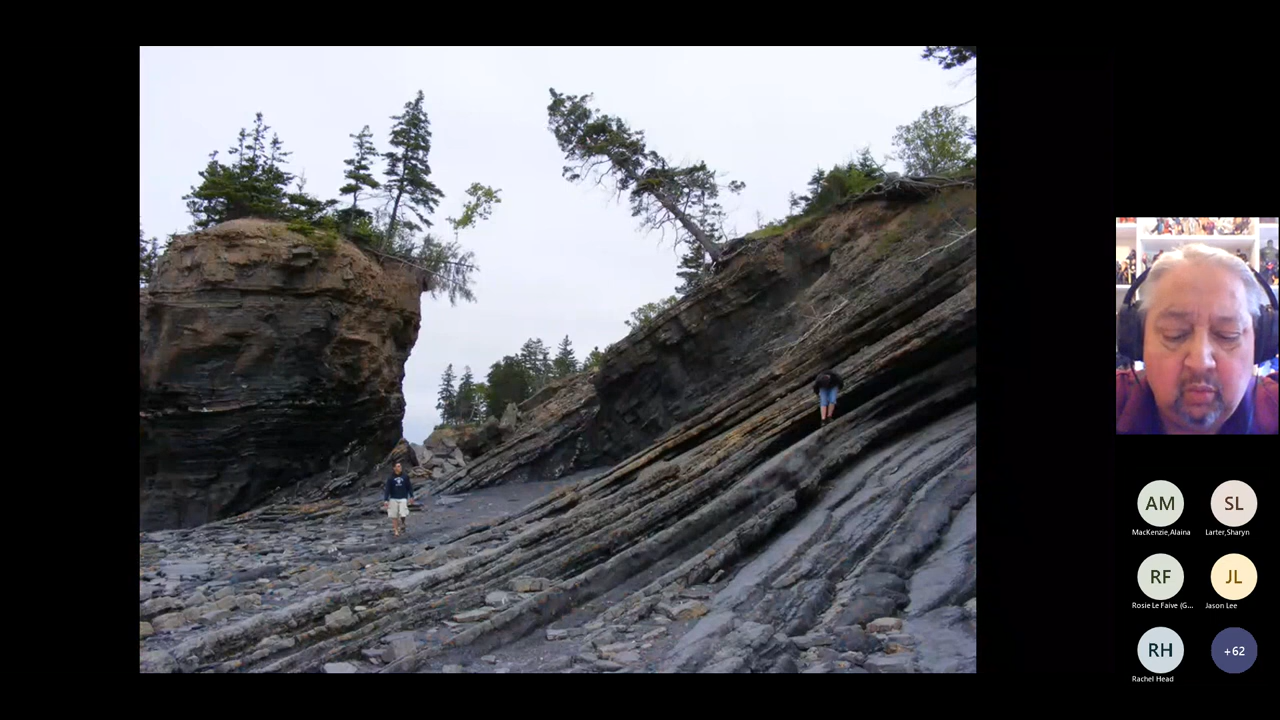 AM
SL
MacKenzie,Alaina
Larter,Sharyn
RF
JL
Rosie Le Faive (G...
Jason Lee
RH
+62
Rachel Head